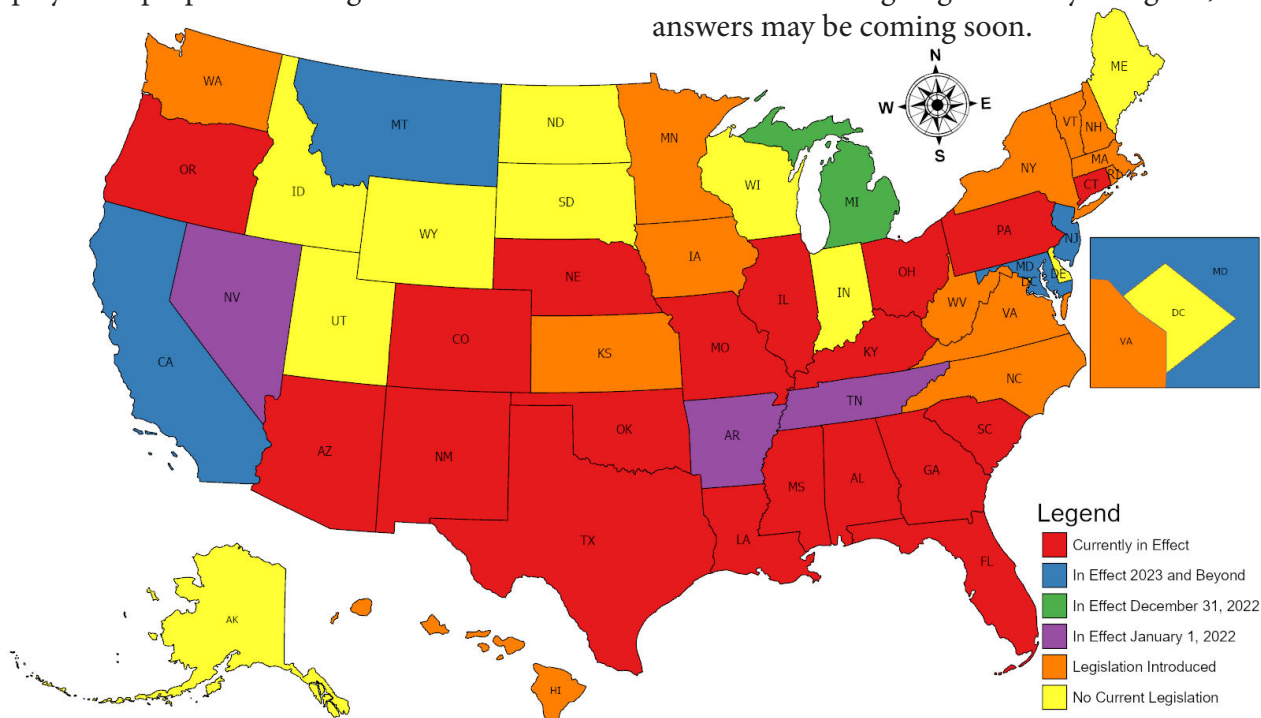 answers may be coming soon.
N
W E
S
WA
MT
ND
MN
ME
VT
NH
OR
ID
SD
WI
MI
NY
MA
RI
CT
WY
IA
PA
NJ
NE
IL
IN
OH
MD
DE
DC
NV
UT
CO
KS
MO
KY
WV
VA
CA
TN
NC
AZ
NM
OK
AR
SC
MS
AL
GA
TX
LA
FL
AK
HI
MD
DC
VA
Legend
Currently in Effect
In Effect 2023 and Beyond
In Effect December 31, 2022
In Effect January 1, 2022
Legislation Introduced
No Current Legislation